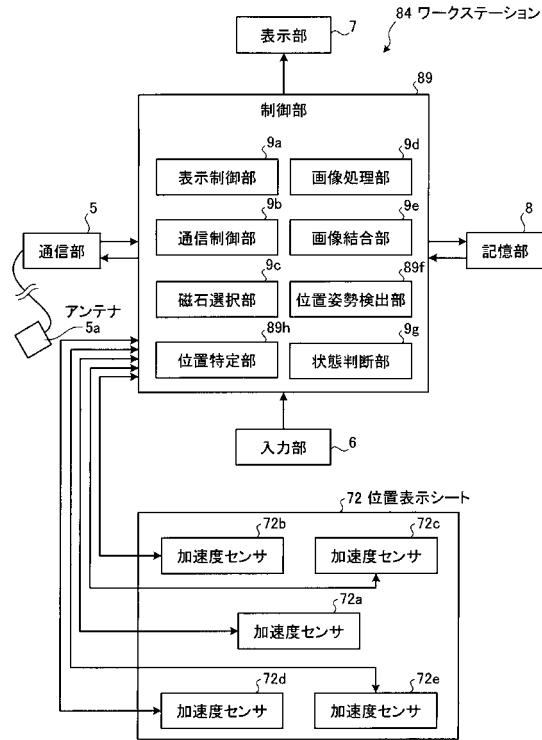 84 ワークステーション
表示部
7
89
制御部
9a
表示制御部
9d
画像処理部
5
通信部
9b
通信制御部
9e
画像結合部
8
記憶部
9c
磁石選択部
89f
位置姿勢検出部
アンテナ
5a
89h
位置特定部
9g
状態判断部
入力部
6
72 位置表示シート
72b
加速度センサ
72c
加速度センサ
72a
加速度センサ
72d
加速度センサ
72e
加速度センサ